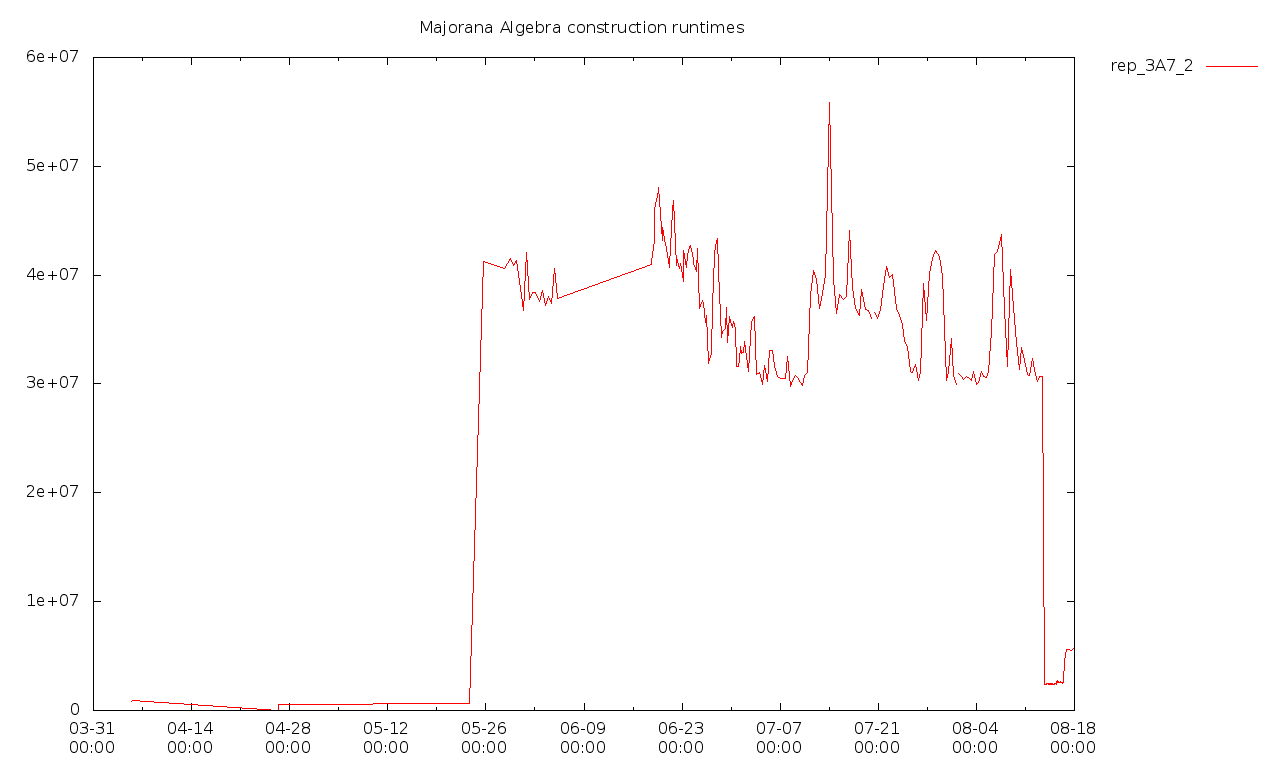 Majorana Algebra construction runtimes
rep_3A7_2
6e+07
5e+07
4e+07
3e+07
2e+07
1e+07
0
03-31 04-14 04-28 05-12 05-26 06-09 06-23 07-07 07-21 08-04 08-18
00:00 00:00 00:00 00:00 00:00 00:00 00:00 00:00 00:00 00:00 00:00